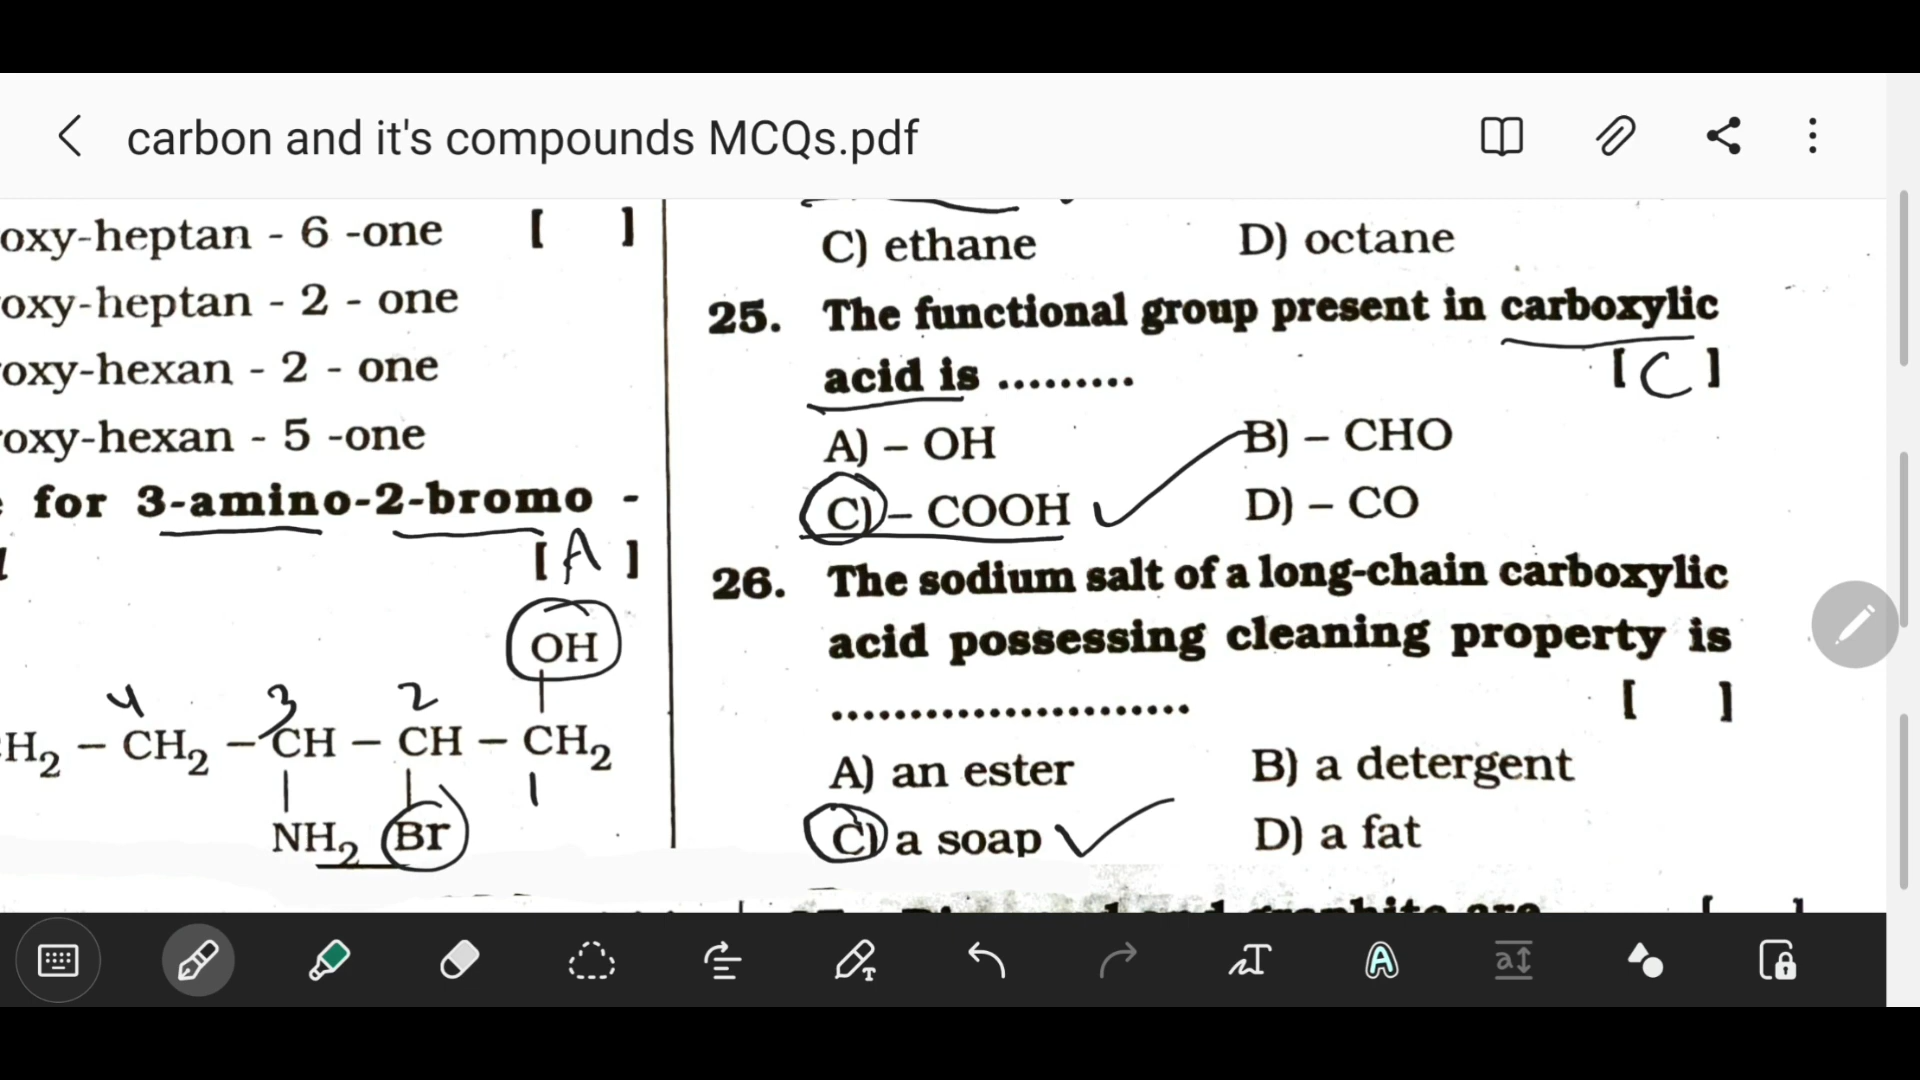 carbon and it's compounds MCQs.pdf
oxy-heptan - 6 -one [ ]
oxy-heptan - 2 - one
oxy-hexan - 2 - one
oxy-hexan - 5 -one
for 3-amino-2-bromo -
[ A ]
OH
4 3 2
H2 – CH2 – CH – CH – CH2
1
NH2 Br
C) ethane D) octane
25. The functional group present in carboxylic
acid is ......... [ C ]
A) – OH B) – CHO
C) – COOH D) – CO
26. The sodium salt of a long-chain carboxylic
acid possessing cleaning property is
....................... [ ]
A) an ester B) a detergent
C) a soap D) a fat